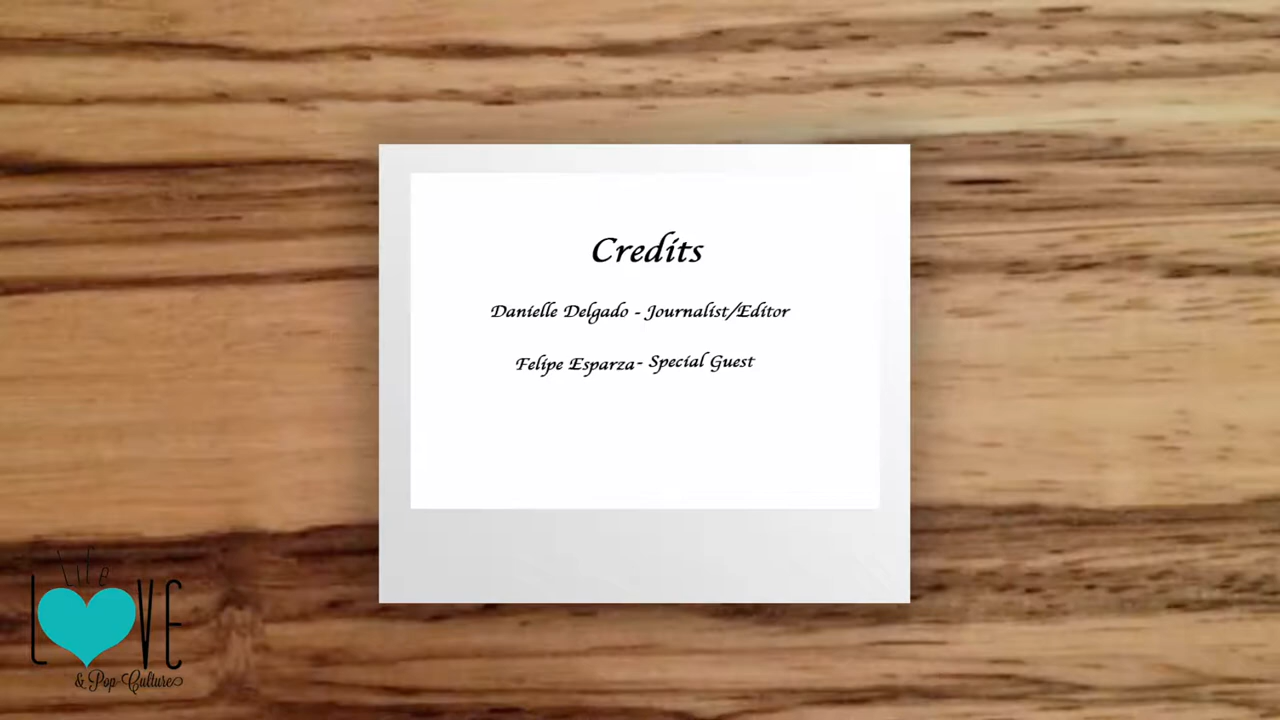 Credits
Danielle Delgado - Journalist/Editor
Felipe Esparza - Special Guest
Life
LOVE
& Pop Culture